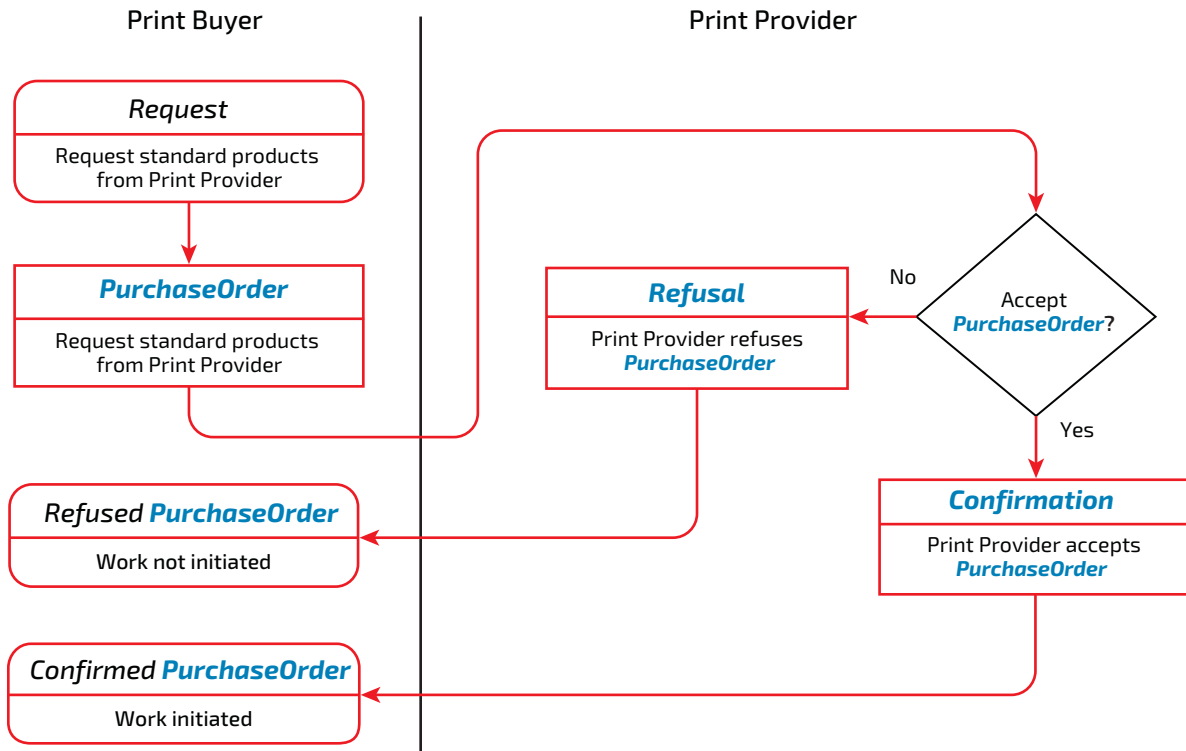 Print Buyer
Print Provider
Request
Request standard products
from Print Provider
PurchaseOrder
Request standard products
from Print Provider
No
Accept
PurchaseOrder?
Refusal
Print Provider refuses
PurchaseOrder
Yes
Refused PurchaseOrder
Work not initiated
Confirmation
Print Provider accepts
PurchaseOrder
Confirmed PurchaseOrder
Work initiated